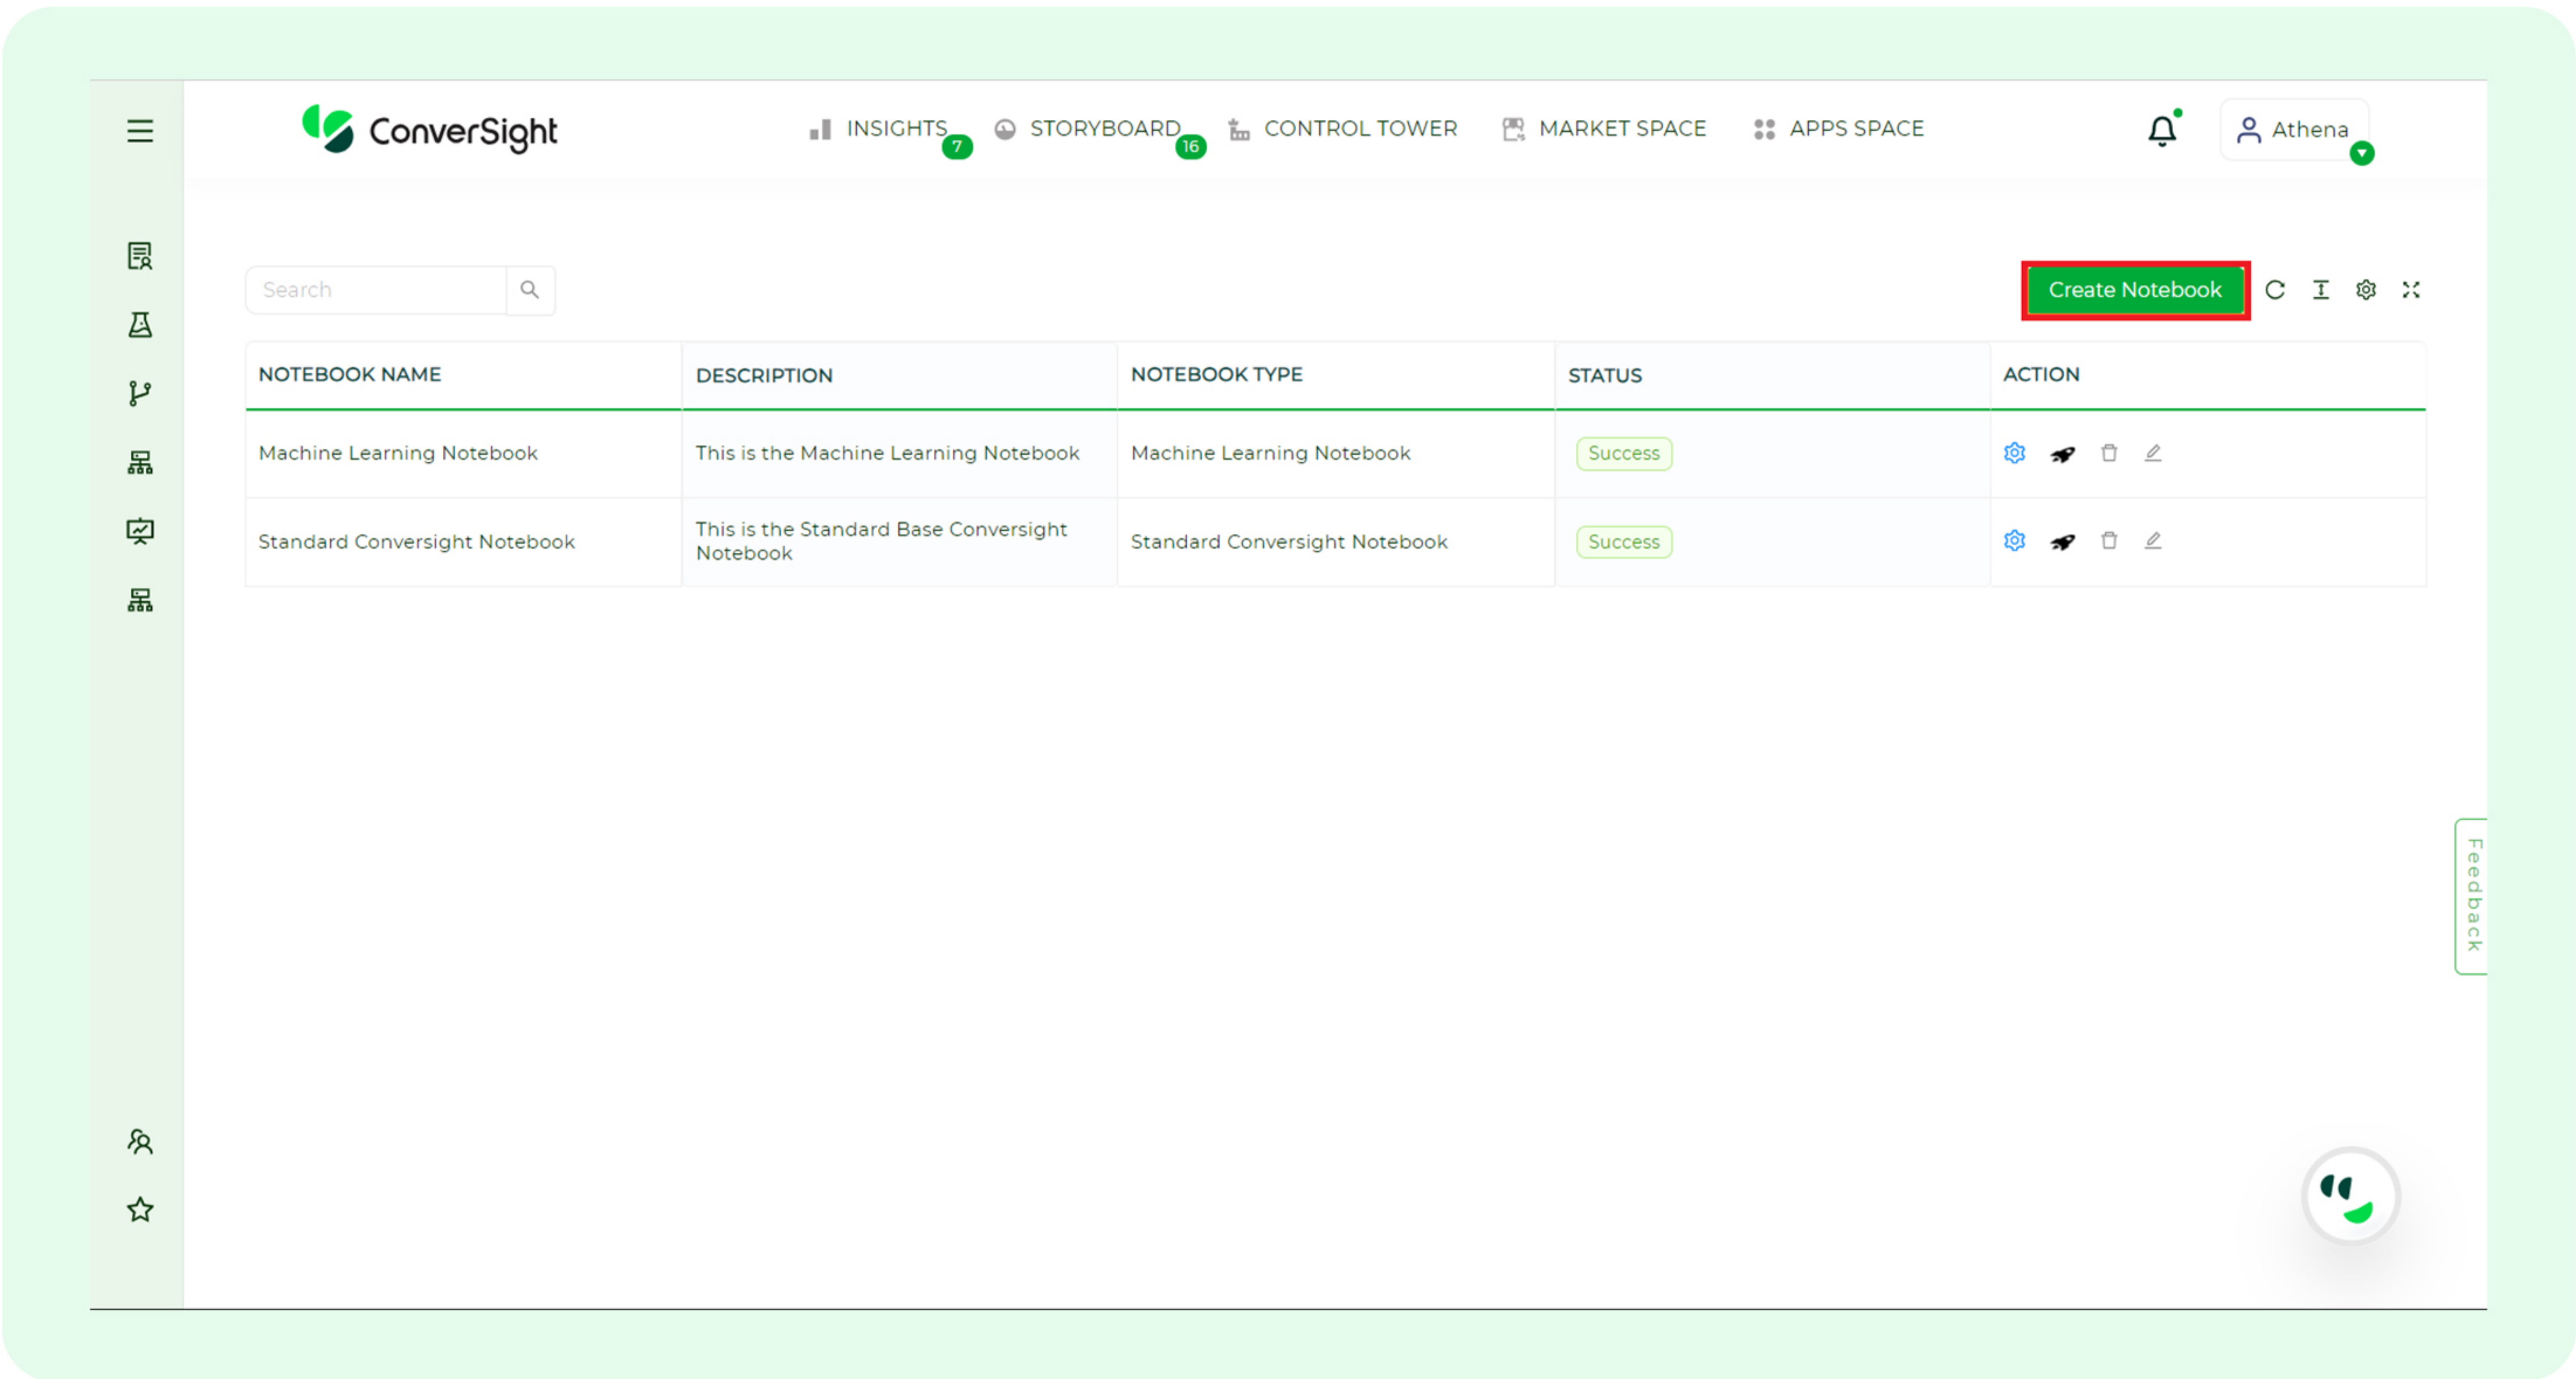 ConverSight
INSIGHTS 7
STORYBOARD 16
CONTROL TOWER
MARKET SPACE
APPS SPACE
Athena
Search
Create Notebook
NOTEBOOK NAME DESCRIPTION NOTEBOOK TYPE STATUS ACTION
Machine Learning Notebook This is the Machine Learning Notebook Machine Learning Notebook Success
Standard Conversight Notebook This is the Standard Base Conversight
Notebook Standard Conversight Notebook Success
Feedback